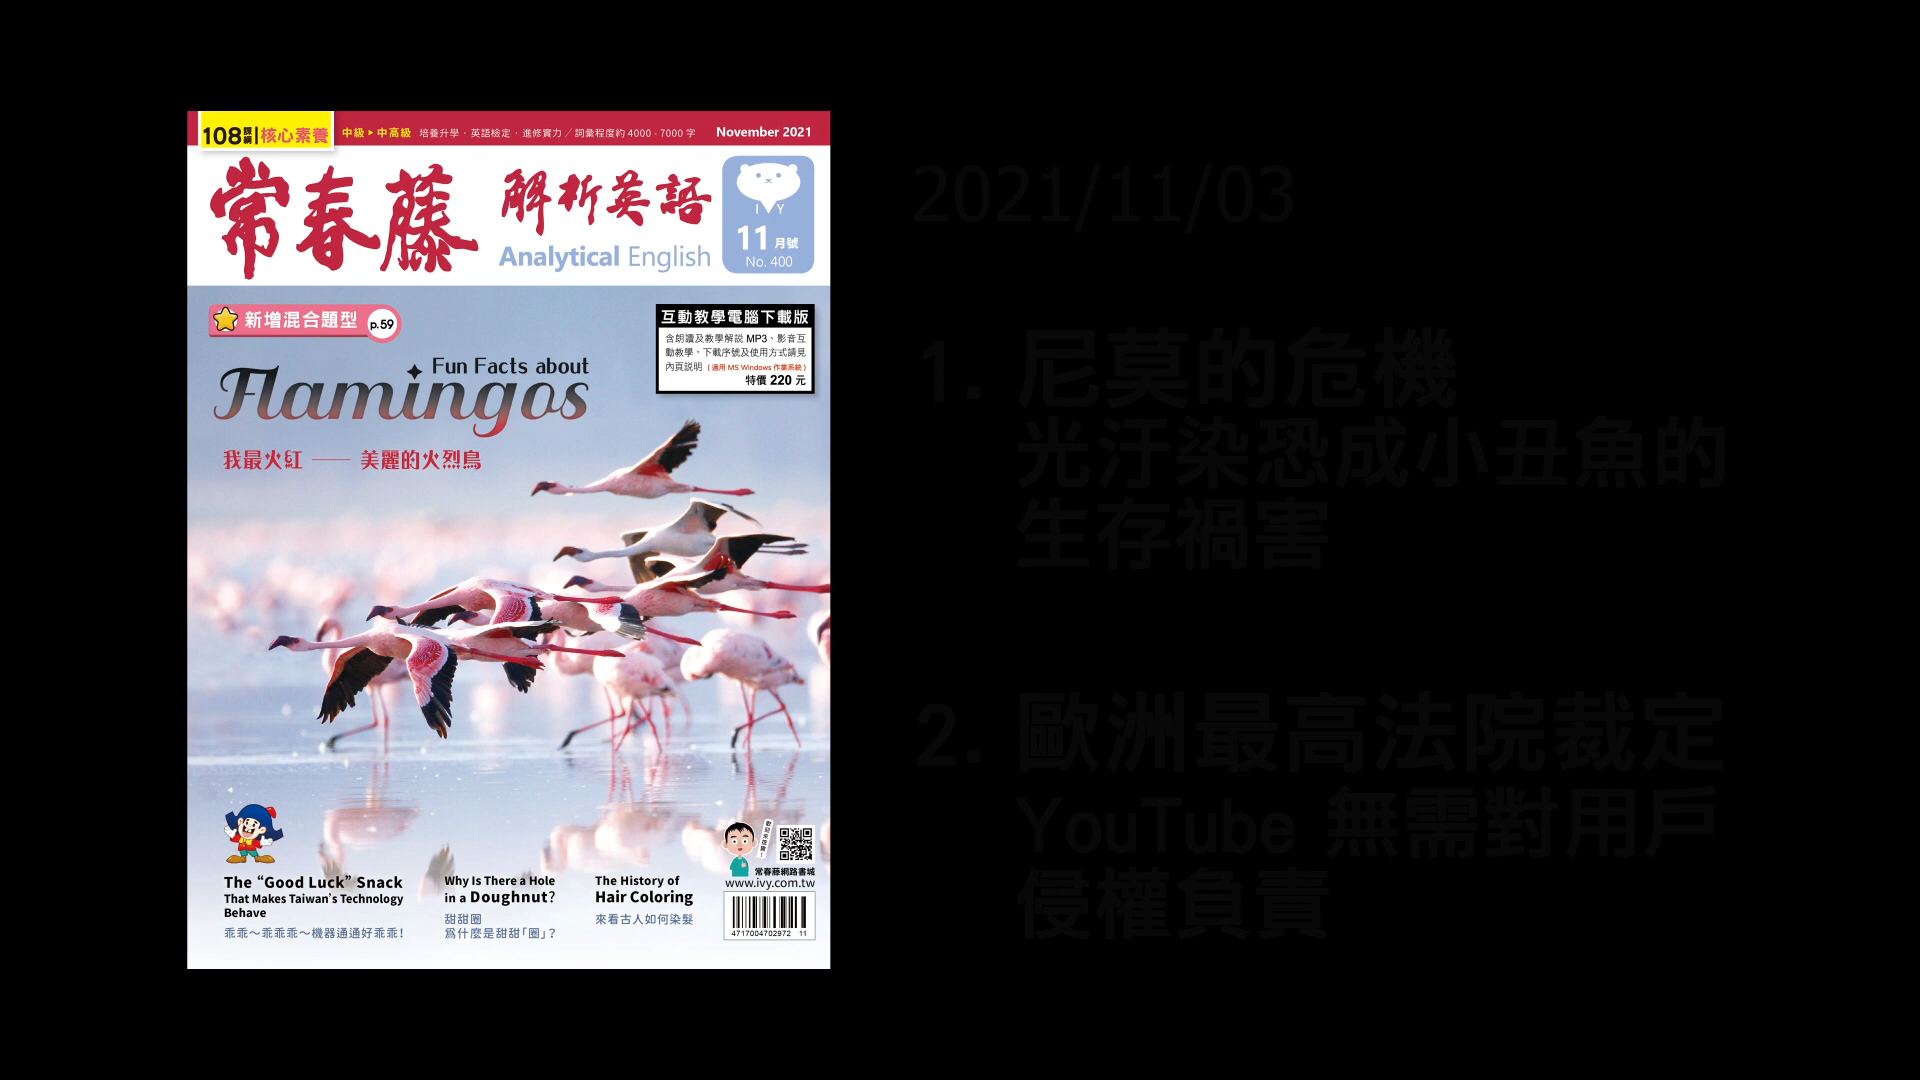 108課綱 核心素養
中級▸中高級 培養升學．英語檢定．進修實力／詞彙程度約 4000 - 7000 字 November 2021
常春藤 解析英語
Analytical English
I Y
11 月號
No. 400
新增混合題型 p.59
互動教學電腦下載版
含朗讀及教學解說 MP3、影音互
動教學，下載序號及使用方式請見
內頁說明（適用 MS Windows 作業系統）
特價 220 元
Fun Facts about
Flamingos
我最火紅 —— 美麗的火烈鳥
The “Good Luck” Snack
That Makes Taiwan’s Technology
Behave
乖乖～乖乖乖～機器通通好乖乖！
Why Is There a Hole
in a Doughnut?
甜甜圈
為什麼是甜甜「圈」？
The History of
Hair Coloring
來看古人如何染髮
常春藤網路書城
www.ivy.com.tw
4717004702972 11
2021/11/03
1. 尼莫的危機
光汙染恐成小丑魚的
生存禍害
2. 歐洲最高法院裁定
YouTube 無需對用戶
侵權負責